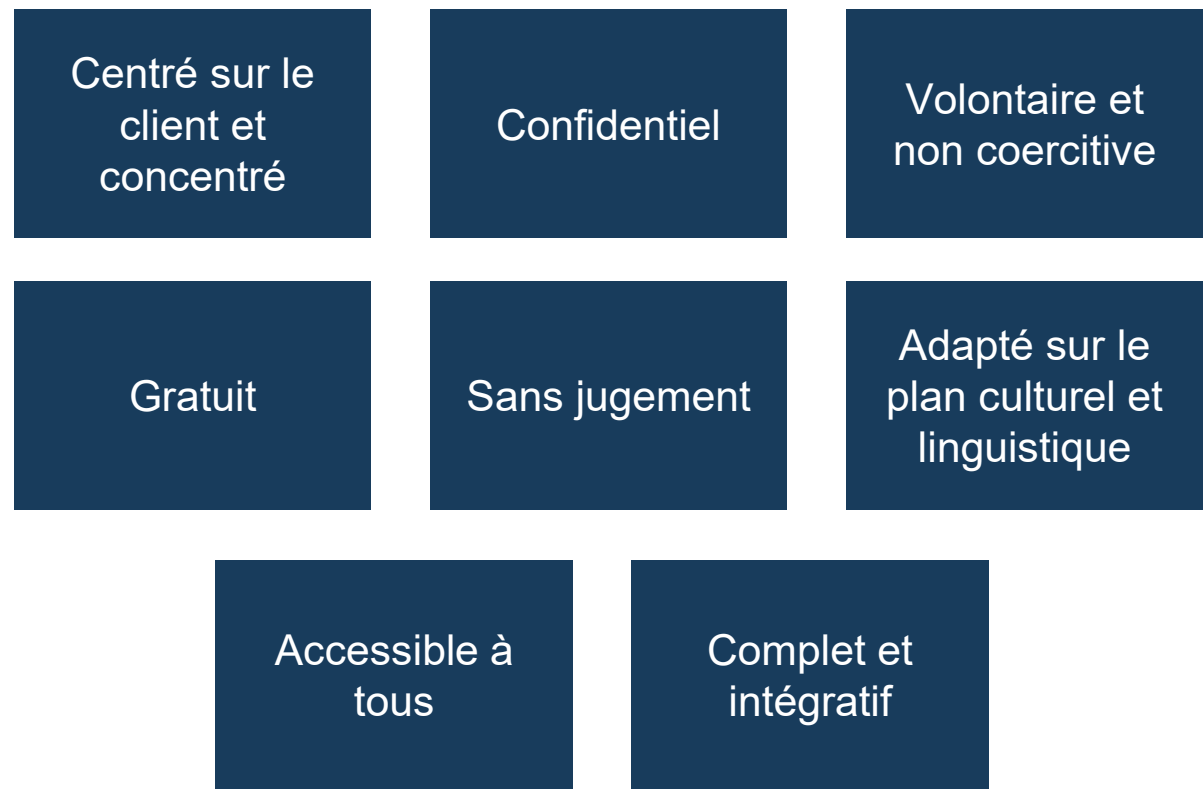 Centré sur le
client et
concentré
Confidentiel
Volontaire et
non coercitive
Gratuit
Sans jugement
Adapté sur le
plan culturel et
linguistique
Accessible à
tous
Complet et
intégratif